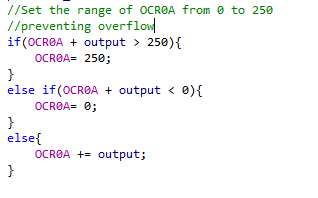 //Set the range of OCR0A from 0 to 250
//preventing overflow
if(OCR0A + output > 250){
OCR0A= 250;
}
else if(OCR0A + output < 0){
OCR0A= 0;
}
else{
OCR0A += output;
}